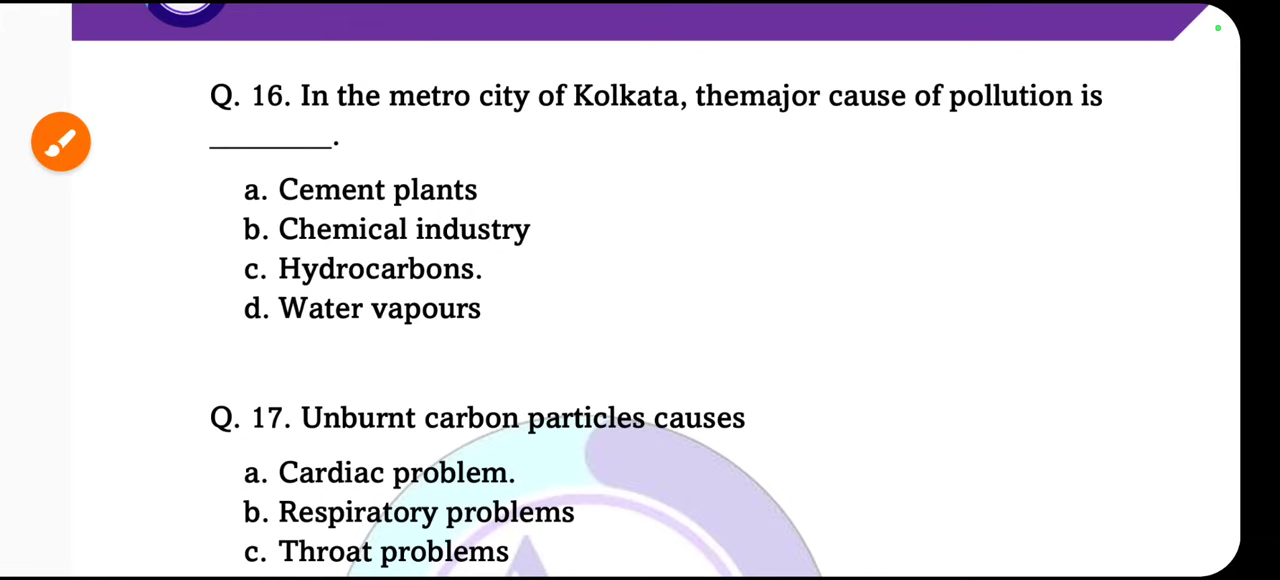 Q. 16. In the metro city of Kolkata, themajor cause of pollution is
________.
a. Cement plants
b. Chemical industry
c. Hydrocarbons.
d. Water vapours
Q. 17. Unburnt carbon particles causes
a. Cardiac problem.
b. Respiratory problems
c. Throat problems